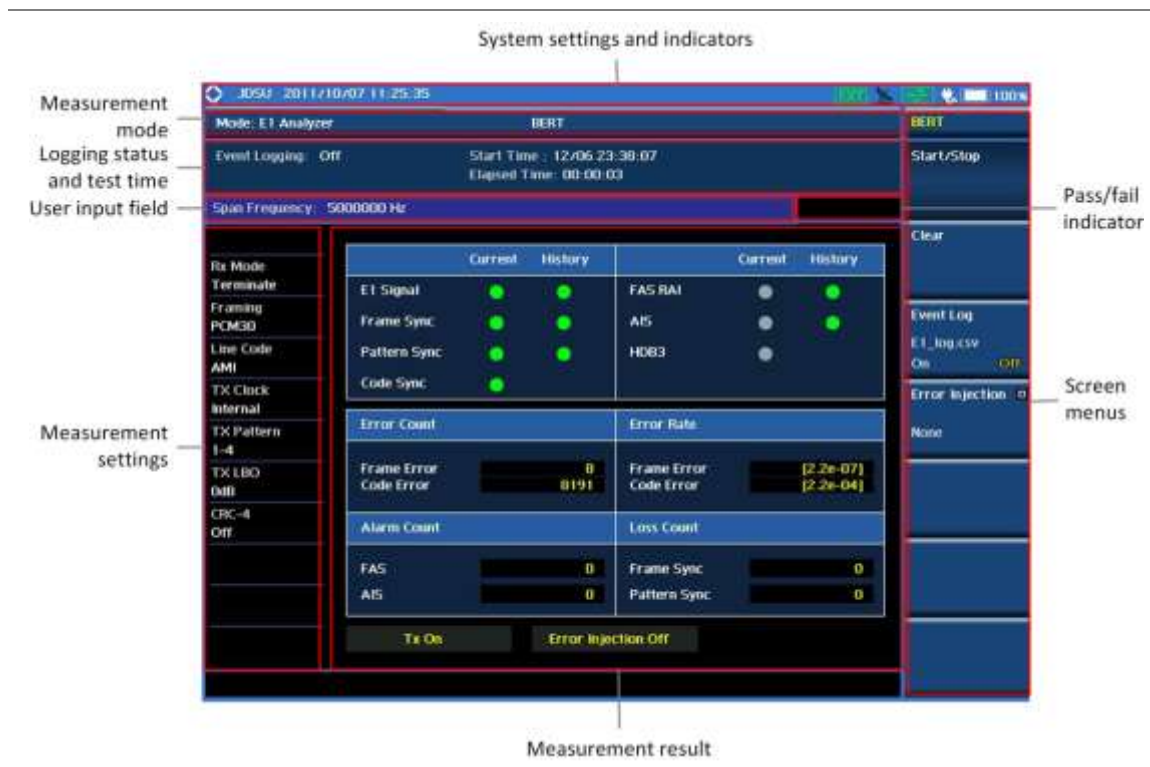 System settings and indicators
JDSU 2011/10/07 11:25:35
EXT
100%
Measurement
mode
Mode: E1 Analyzer BERT
BERT
Logging status
and test time
Event Logging: Off
Start Time : 12/06 23:38:07
Elapsed Time: 00:00:03
Start/Stop
User input field
Span Frequency: 5000000 Hz
Pass/fail
indicator
Clear
Measurement
settings
Rx Mode
Terminate
Framing
PCM30
Line Code
AMI
TX Clock
Internal
TX Pattern
1-4
TX LBO
0dB
CRC-4
Off
Current History
Current History
E1 Signal
FAS RAI
Frame Sync
AIS
Pattern Sync
HDB3
Code Sync
Error Count
Error Rate
Frame Error 0
Frame Error [2.2e-07]
Code Error 8191
Code Error [2.2e-04]
Alarm Count
Loss Count
FAS 0
Frame Sync 0
AIS 0
Pattern Sync 0
Tx On
Error Injection Off
Event Log
E1_log.csv
On Off
Error Injection
None
Screen
menus
Measurement result